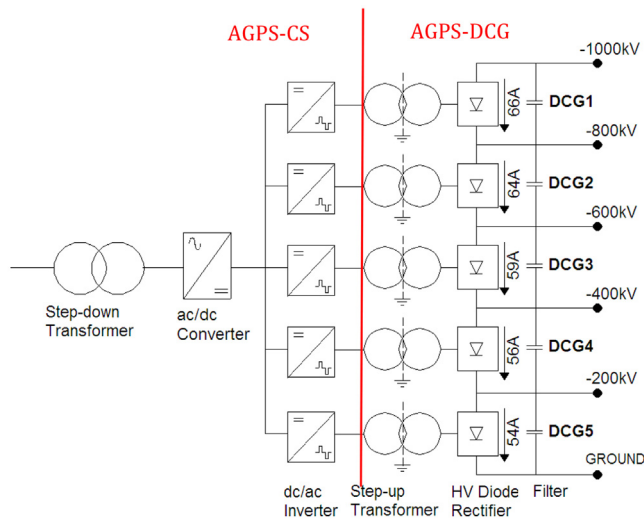 AGPS-CS
AGPS-DCG
-1000kV
66A
DCG1
-800kV
64A
DCG2
-600kV
59A
DCG3
-400kV
56A
DCG4
-200kV
54A
DCG5
GROUND
Step-down
Transformer
ac/dc
Converter
dc/ac
Inverter
Step-up
Transformer
HV Diode
Rectifier
Filter